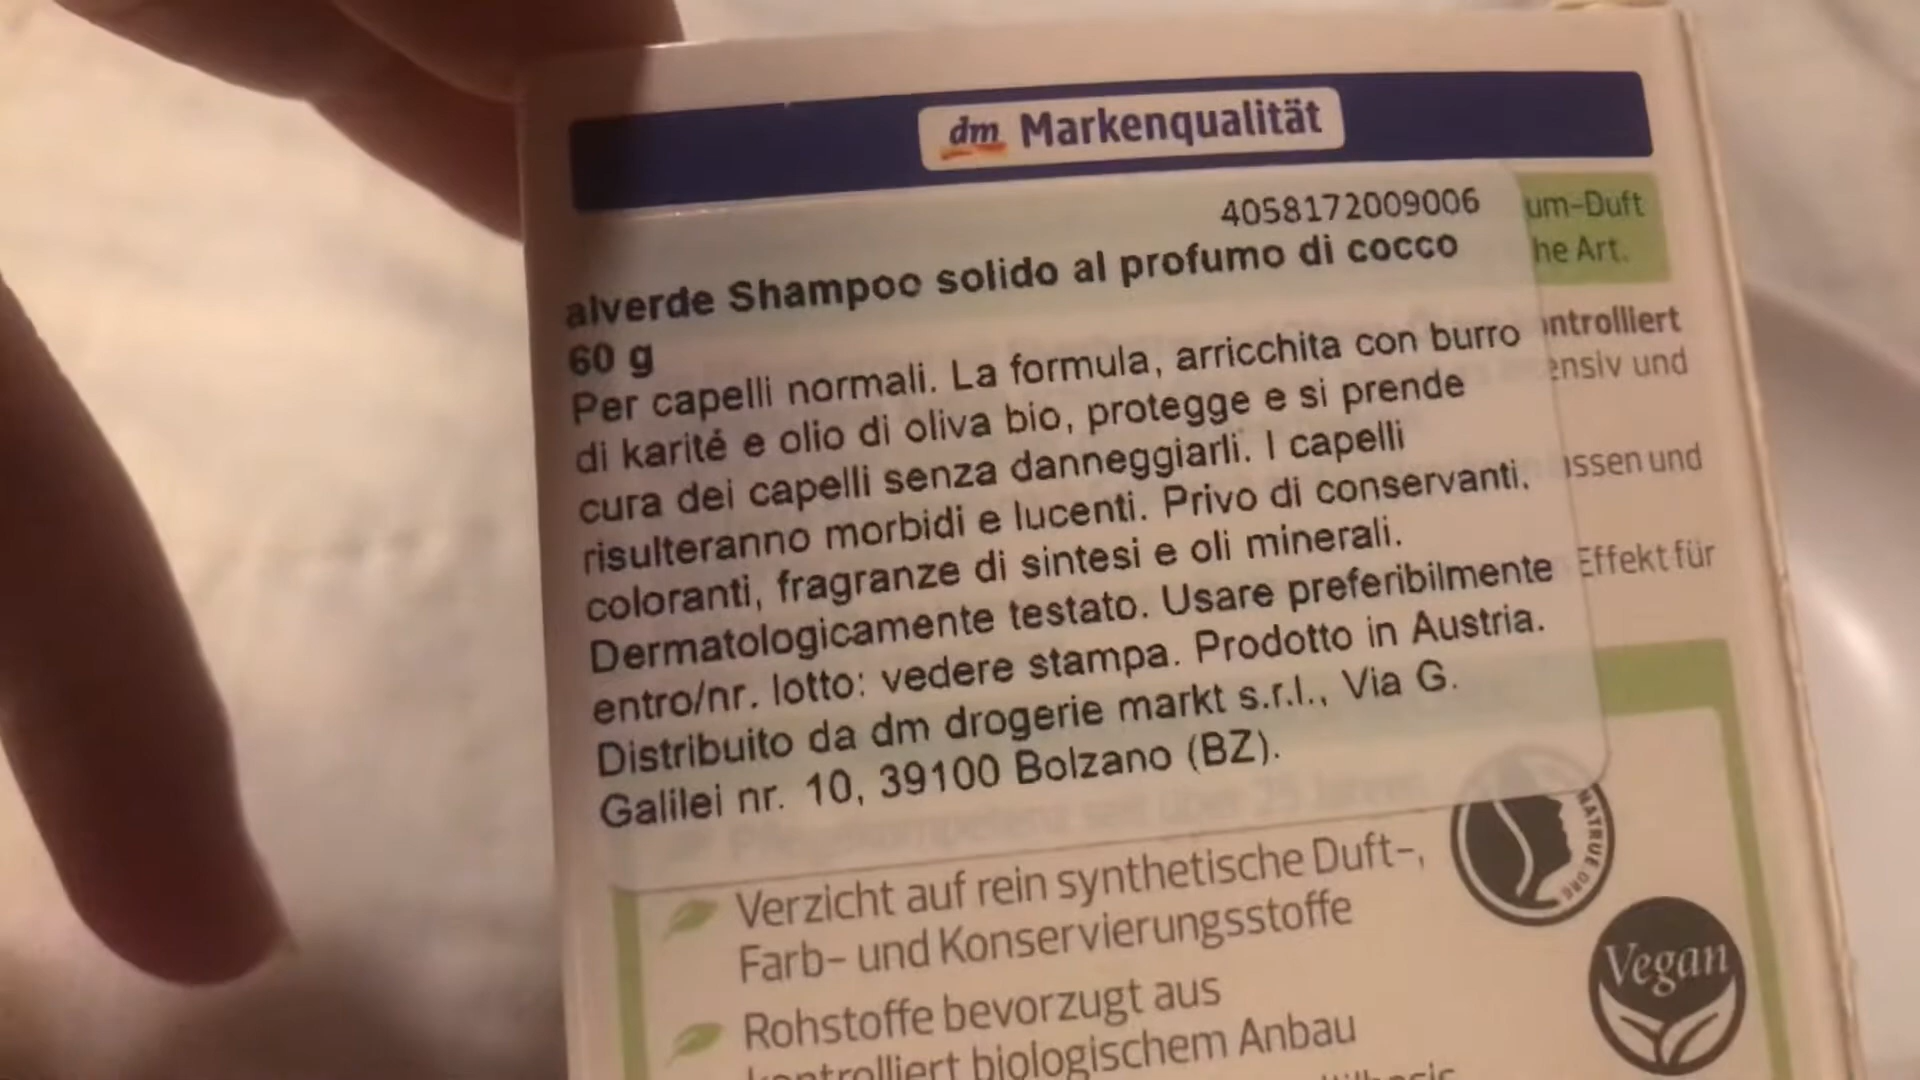 dm Markenqualität
4058172009006
um-Duft
he Art.
alverde Shampoo solido al profumo di cocco
60 g
Per capelli normali. La formula, arricchita con burro
di karité e olio di oliva bio, protegge e si prende
cura dei capelli senza danneggiarli. I capelli
risulteranno morbidi e lucenti. Privo di conservanti,
coloranti, fragranze di sintesi e oli minerali.
Dermatologicamente testato. Usare preferibilmente
entro/nr. lotto: vedere stampa. Prodotto in Austria.
Distribuito da dm drogerie markt s.r.l., Via G.
Galilei nr. 10, 39100 Bolzano (BZ).
ntrolliert
ensiv und
ssen und
Effekt für
Verzicht auf rein synthetische Duft-,
Farb- und Konservierungsstoffe
Rohstoffe bevorzugt aus
kontrolliert biologischem Anbau
NATRUE.ORG
Vegan